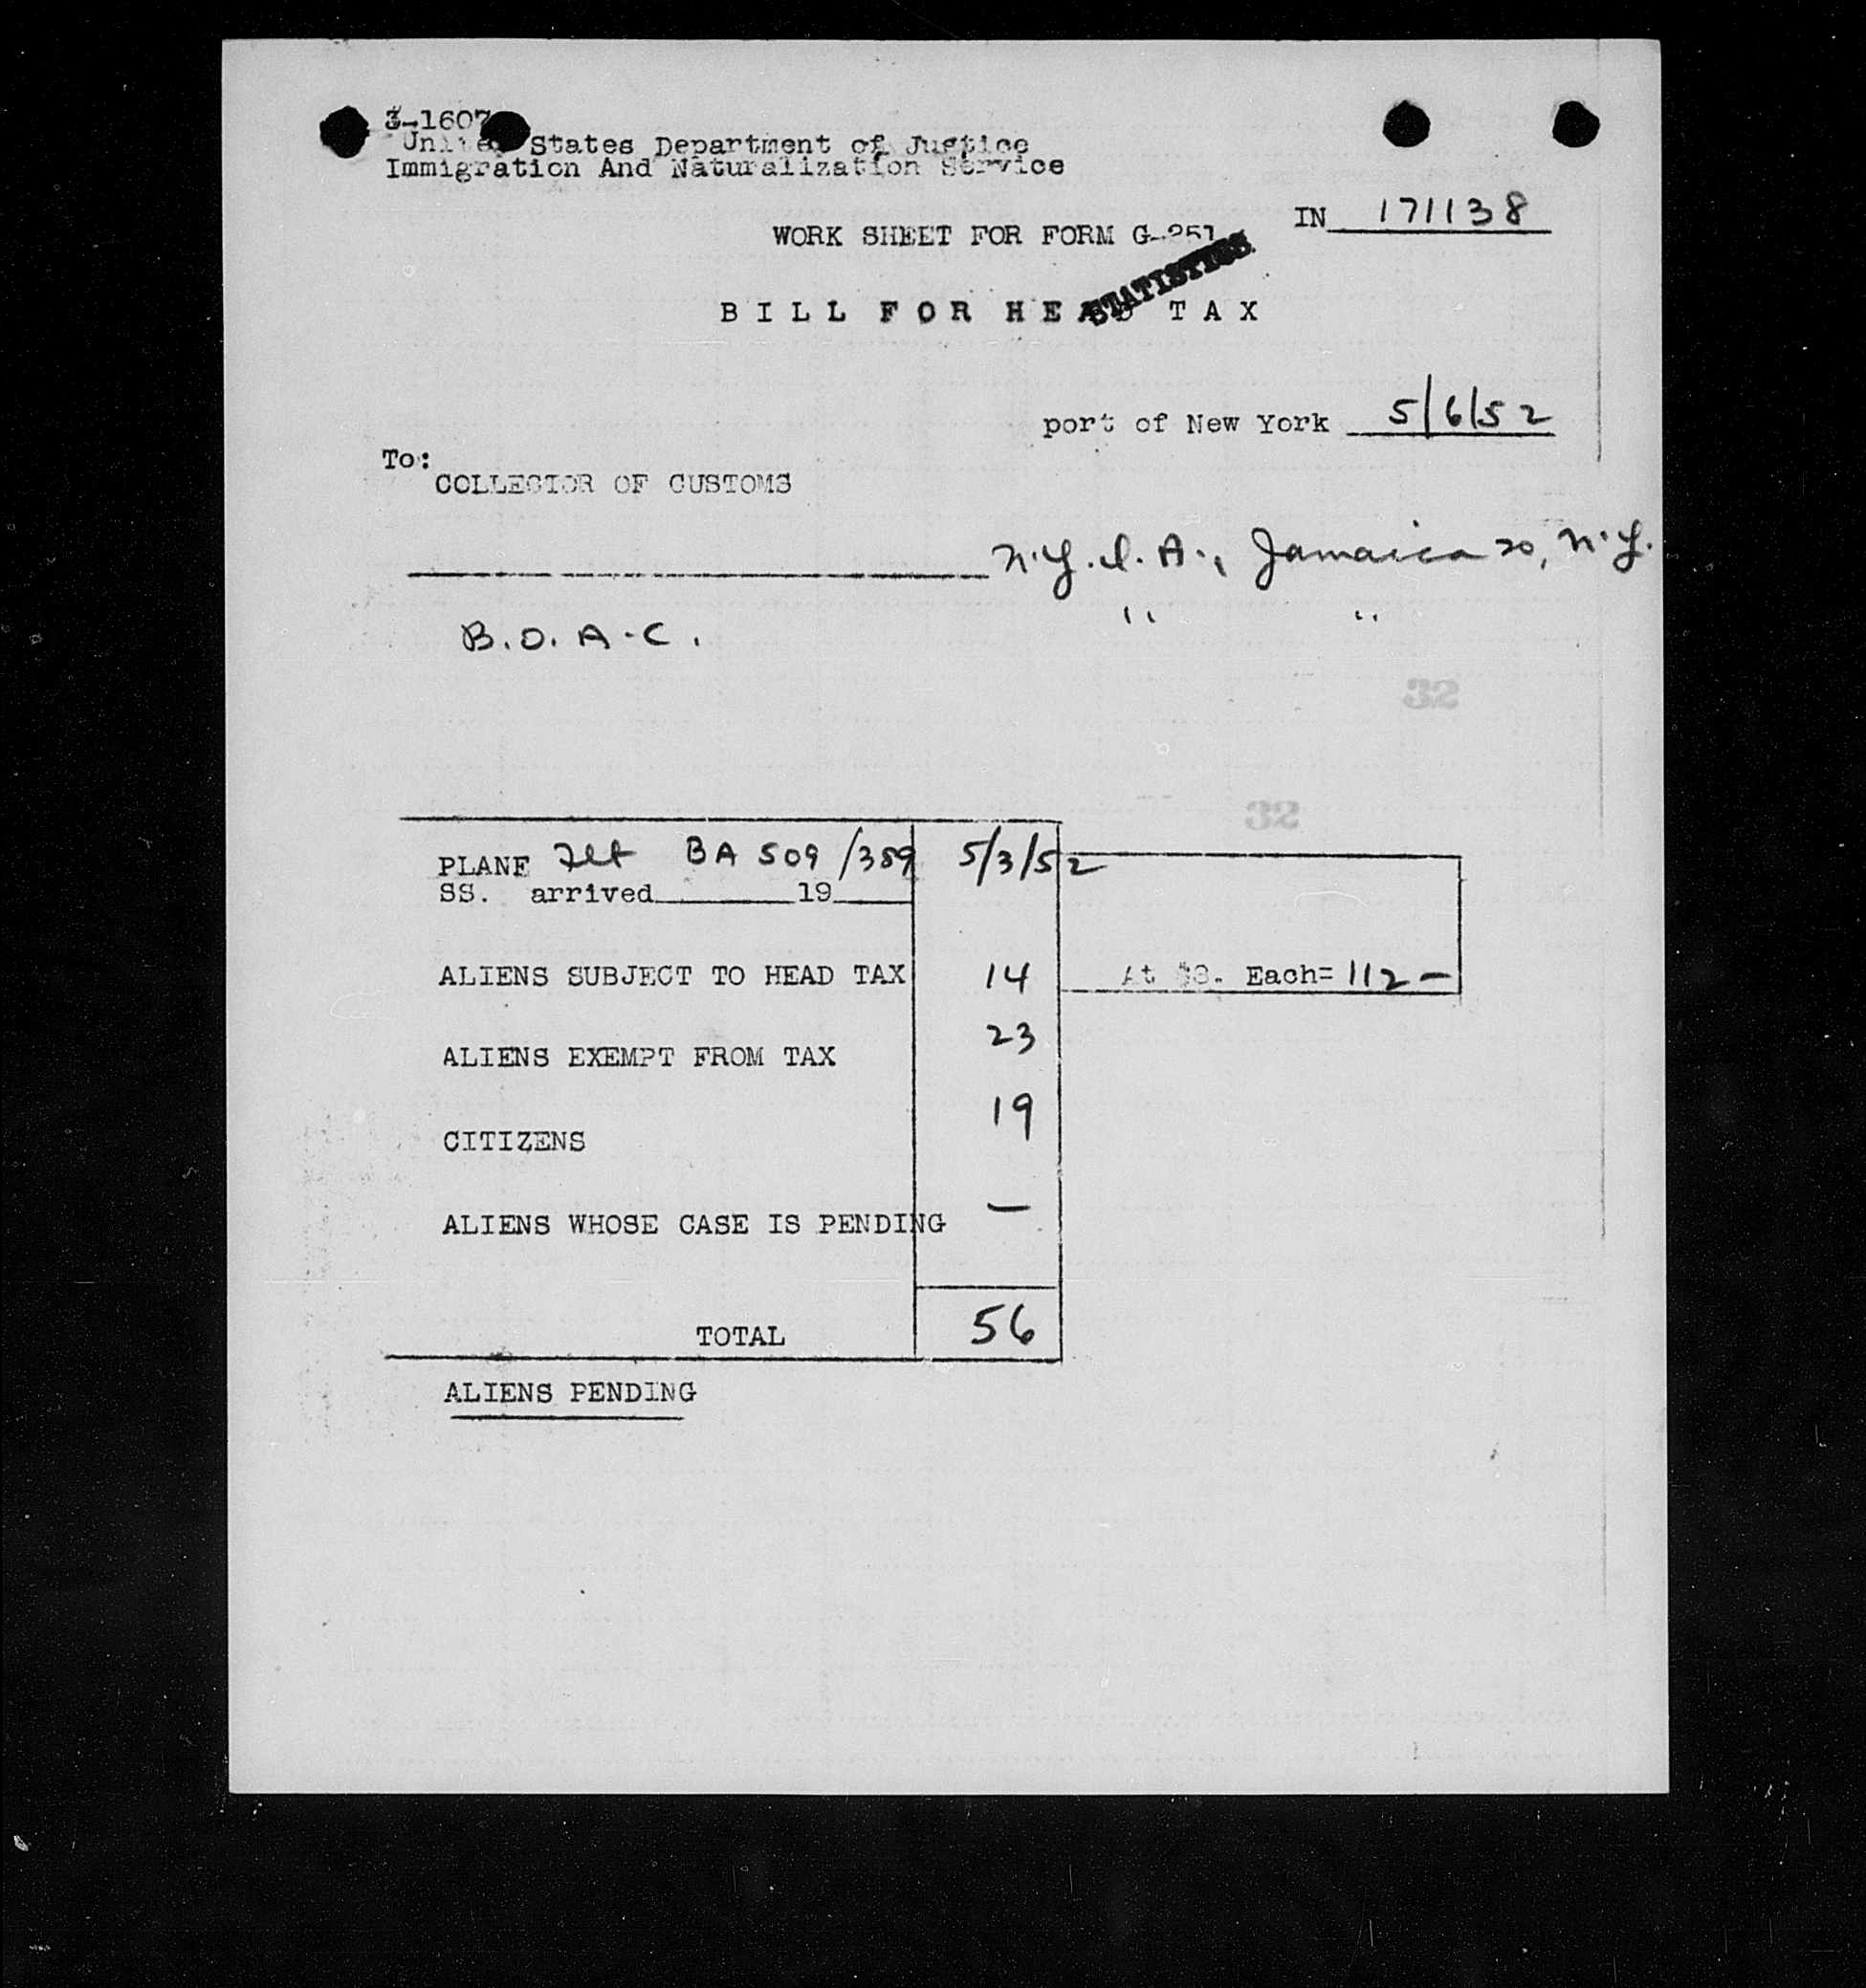 3-1607
United States Department of Justice
Immigration And Naturalization Service
IN 171138
WORK SHEET FOR FORM G-251
STATISTICS
BILL FOR HEAD TAX
port of New York 5/6/52
To:
COLLECTOR OF CUSTOMS
N.Y.I.A., Jamaica 20, N.Y.
" "
B.O.A.C.
32
32
PLANE Flt BA 509/389 5/3/52
SS. arrived 19
ALIENS SUBJECT TO HEAD TAX 14 At $8. Each= 112 -
ALIENS EXEMPT FROM TAX 23
CITIZENS 19
ALIENS WHOSE CASE IS PENDING —
TOTAL 56
ALIENS PENDING